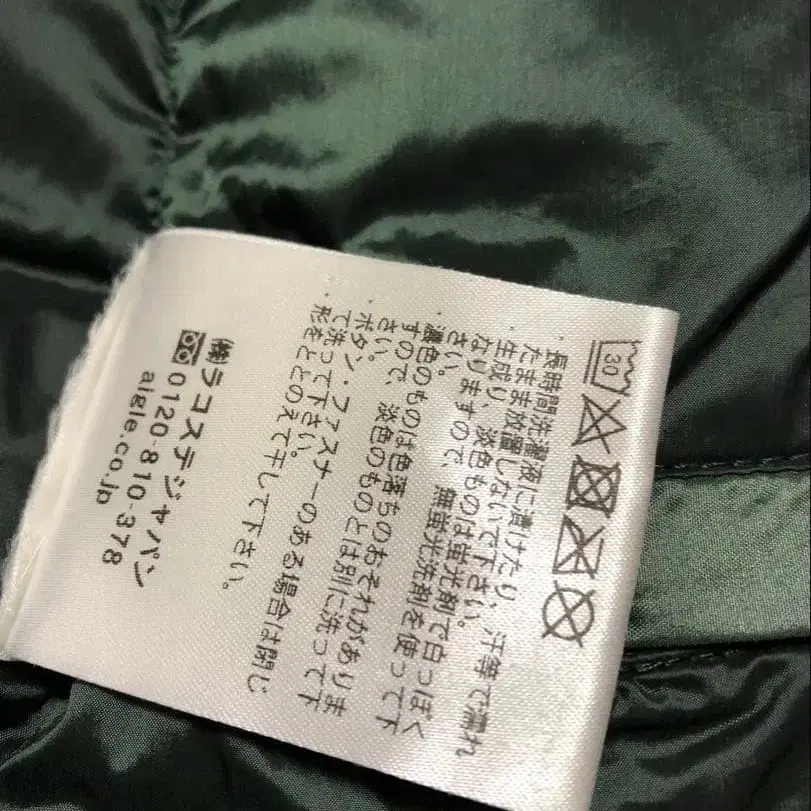 30
・長時間洗濯液に漬けたり、汗等で濡れ
たまま放置しないで下さい。
・生成り、淡色ものは蛍光剤で白っぽく
なりますので、無蛍光洗剤を使って下
さい。
・濃色のものは色落ちのおそれがありま
すので、淡色のものとは別に洗って下
さい。
・ボタン・ファスナーのある場合は閉じ
て洗って下さい。
・形をととのえて干して下さい。
㈱ラコステジャパン
0120-810-378
aigle.co.jp